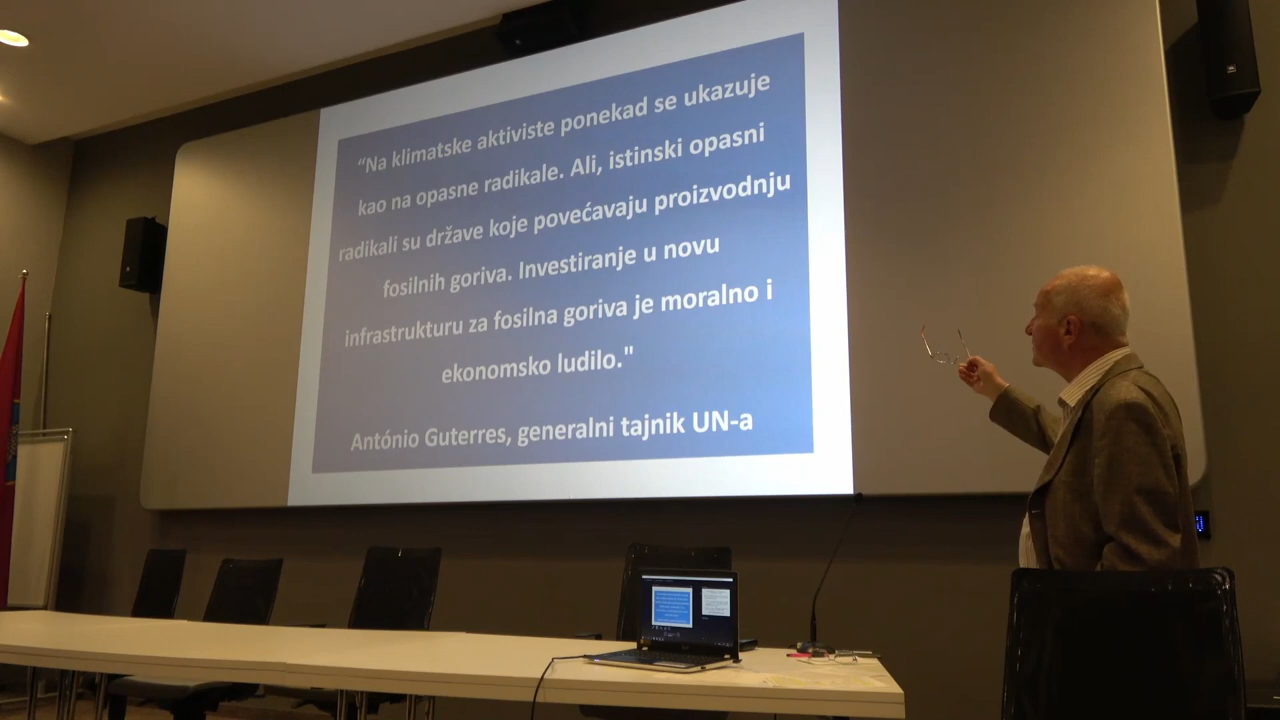 “Na klimatske aktiviste ponekad se ukazuje
kao na opasne radikale. Ali, istinski opasni
radikali su države koje povećavaju proizvodnju
fosilnih goriva. Investiranje u novu
infrastrukturu za fosilna goriva je moralno i
ekonomsko ludilo."
António Guterres, generalni tajnik UN-a